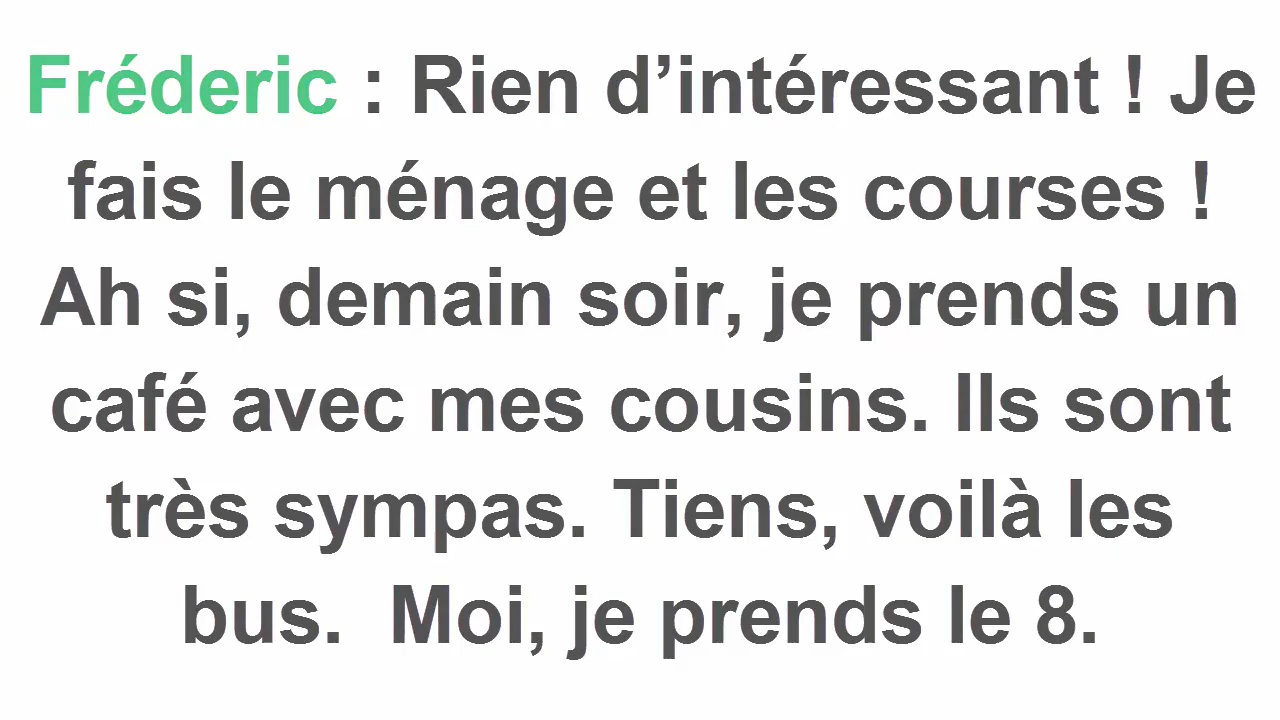 Fréderic : Rien d’intéressant ! Je
fais le ménage et les courses !
Ah si, demain soir, je prends un
café avec mes cousins. Ils sont
très sympas. Tiens, voilà les
bus.  Moi, je prends le 8.